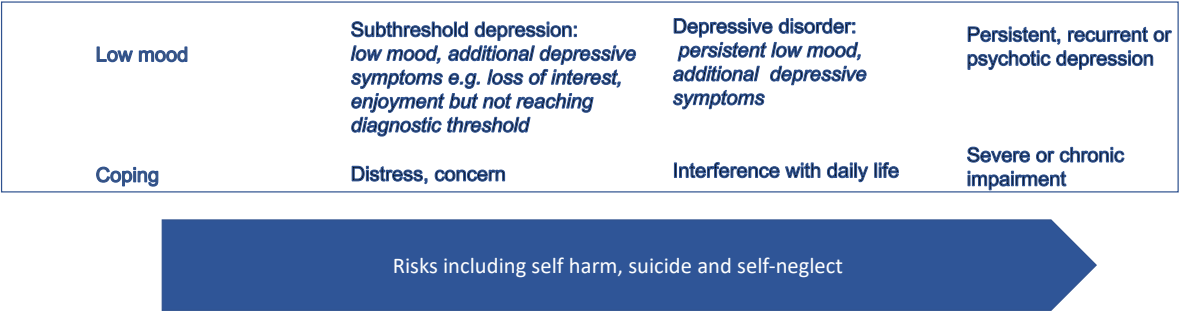 Low mood
Subthreshold depression:
low mood, additional depressive
symptoms e.g. loss of interest,
enjoyment but not reaching
diagnostic threshold
Depressive disorder:
persistent low mood,
additional depressive
symptoms
Persistent, recurrent or
psychotic depression
Coping
Distress, concern
Interference with daily life
Severe or chronic
impairment
Risks including self harm, suicide and self-neglect